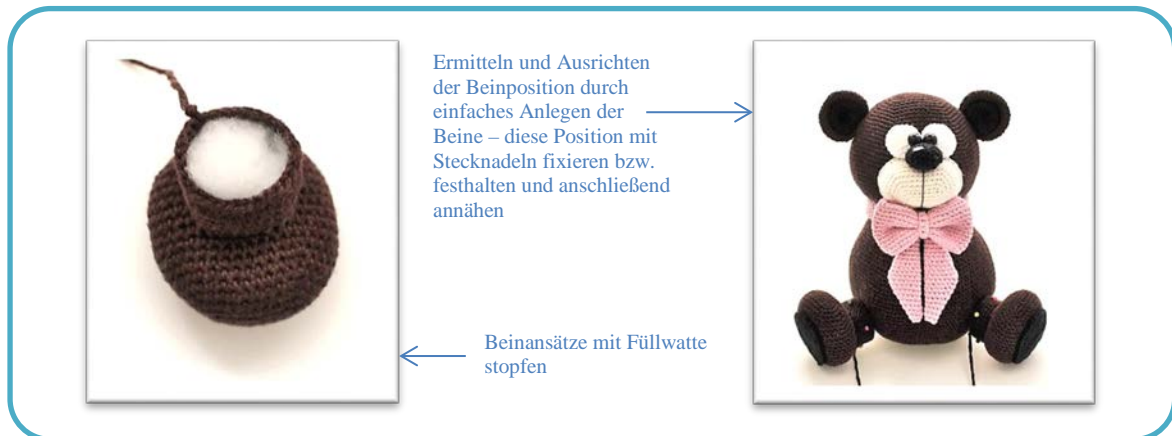 Ermitteln und Ausrichten
der Beinposition durch
einfaches Anlegen der
Beine – diese Position mit
Stecknadeln fixieren bzw.
festhalten und anschließend
annähen
Beinansätze mit Füllwatte
stopfen